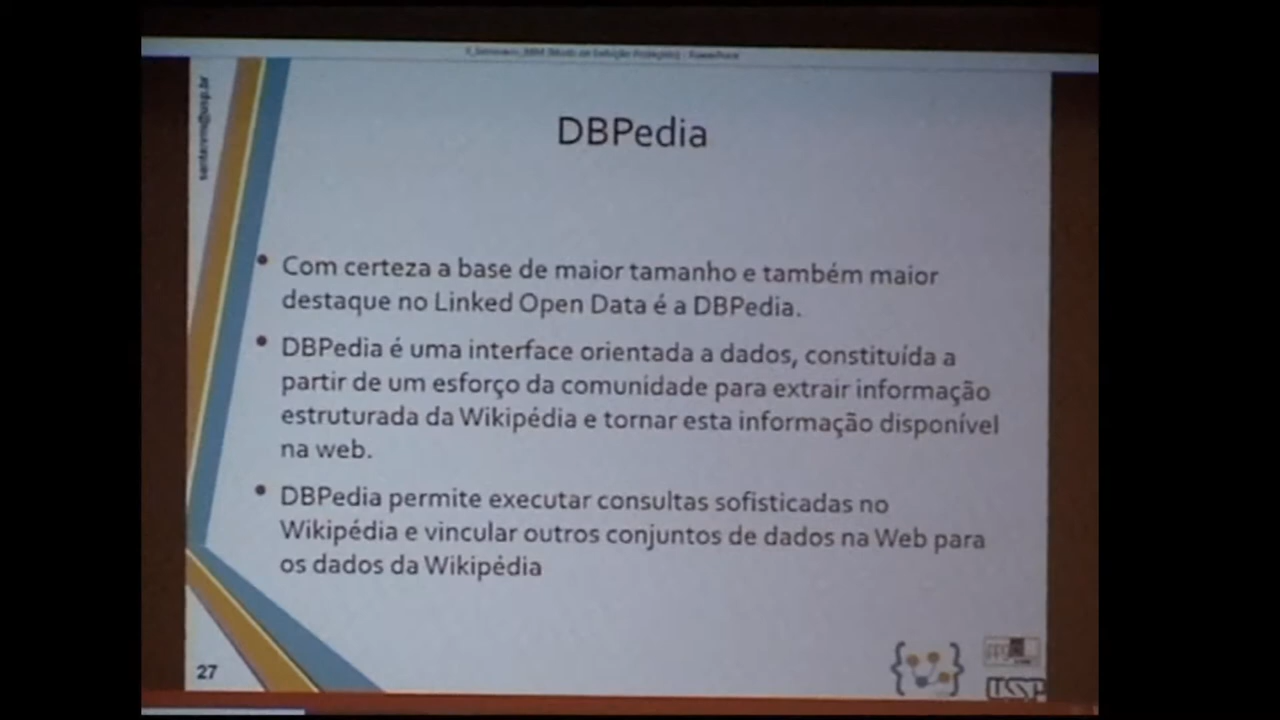 DBPedia
• Com certeza a base de maior tamanho e também maior
destaque no Linked Open Data é a DBPedia.
• DBPedia é uma interface orientada a dados, constituída a
partir de um esforço da comunidade para extrair informação
estruturada da Wikipédia e tornar esta informação disponível
na web.
• DBPedia permite executar consultas sofisticadas no
Wikipédia e vincular outros conjuntos de dados na Web para
os dados da Wikipédia
27
USP